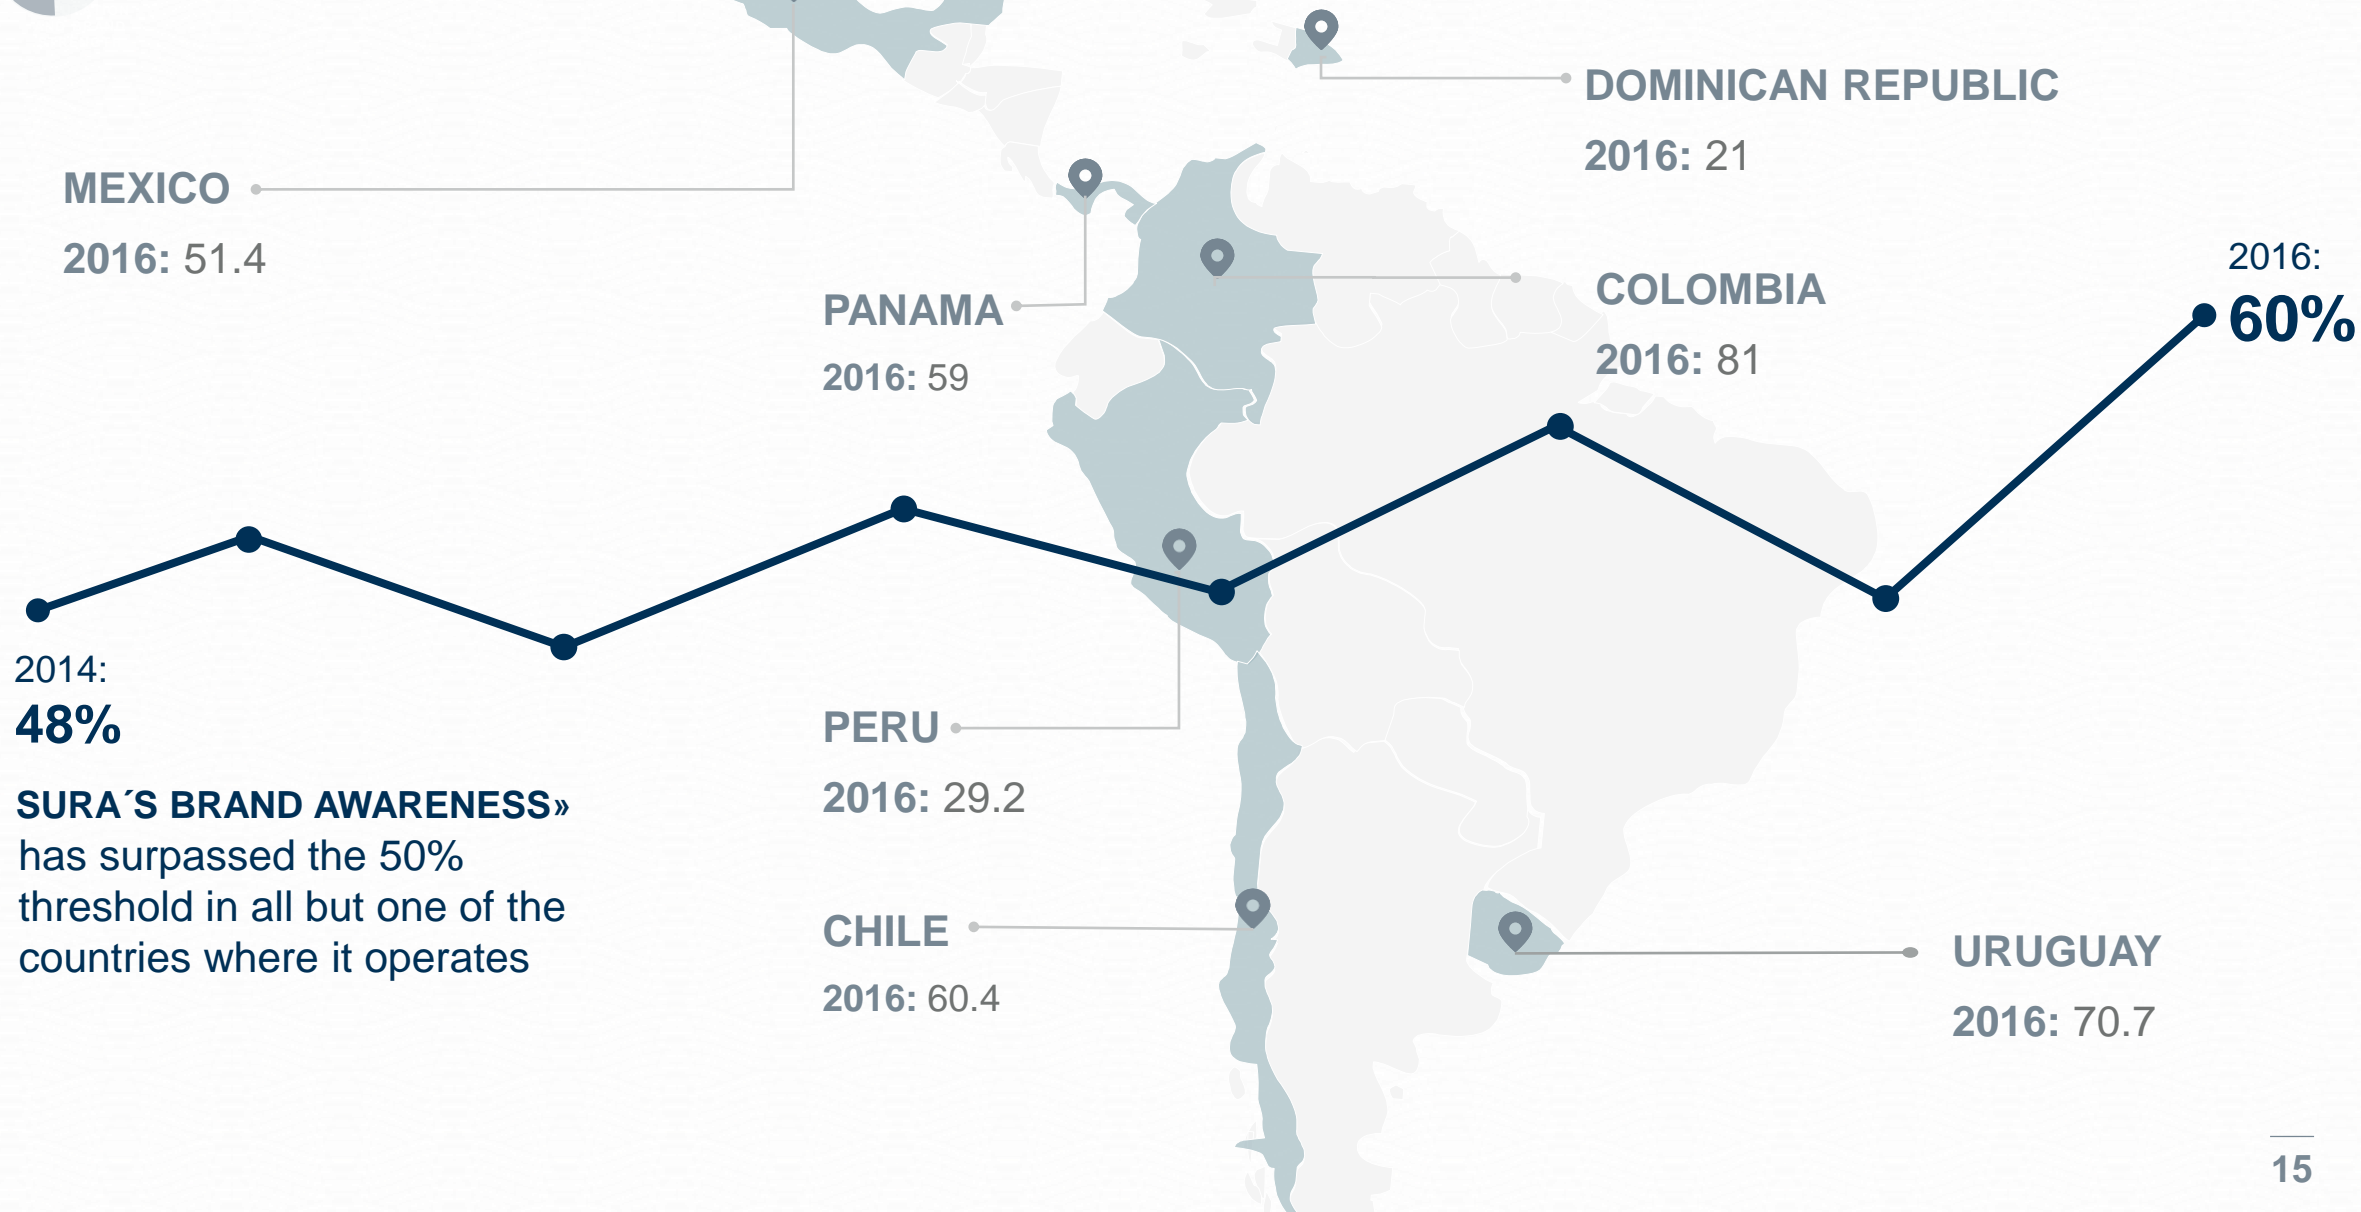 DOMINICAN REPUBLIC
2016: 21
MEXICO
2016: 51.4
PANAMA
2016: 59
COLOMBIA
2016: 81
2016:
60%
2014:
48%
SURA´S BRAND AWARENESS»
has surpassed the 50%
threshold in all but one of the
countries where it operates
PERU
2016: 29.2
CHILE
2016: 60.4
URUGUAY
2016: 70.7
15